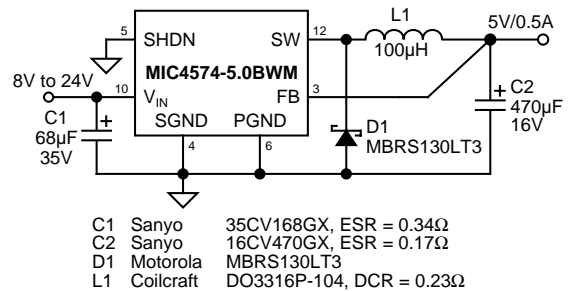 L1
5V/0.5A
5
SHDN
SW
12
100µH
MIC4574-5.0BWM
8V to 24V
10
VIN
FB
3
C1
68µF
35V
SGND
PGND
4
6
D1
MBRS130LT3
C2
470µF
16V
C1 Sanyo 35CV168GX, ESR = 0.34Ω
C2 Sanyo 16CV470GX, ESR = 0.17Ω
D1 Motorola MBRS130LT3
L1 Coilcraft DO3316P-104, DCR = 0.23Ω